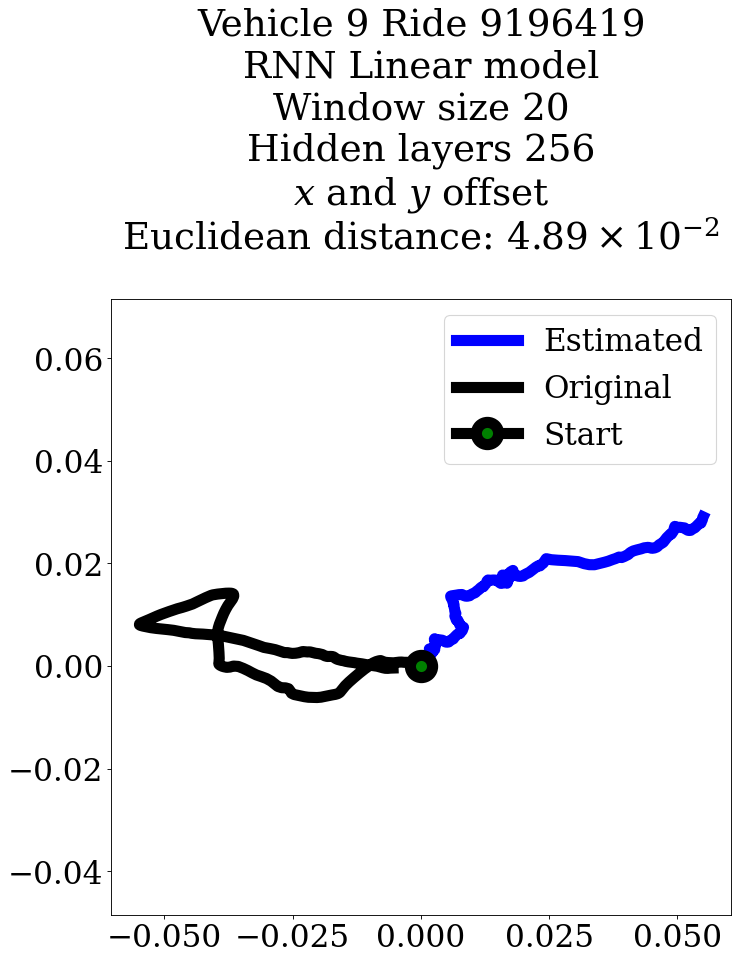 Vehicle 9 Ride 9196419
RNN Linear model
Window size 20
Hidden layers 256
x and y offset
Euclidean distance: 4.89 × 10⁻²
Estimated
Original
Start
0.06
0.04
0.02
0.00
−0.02
−0.04
−0.050 −0.025 0.000 0.025 0.050